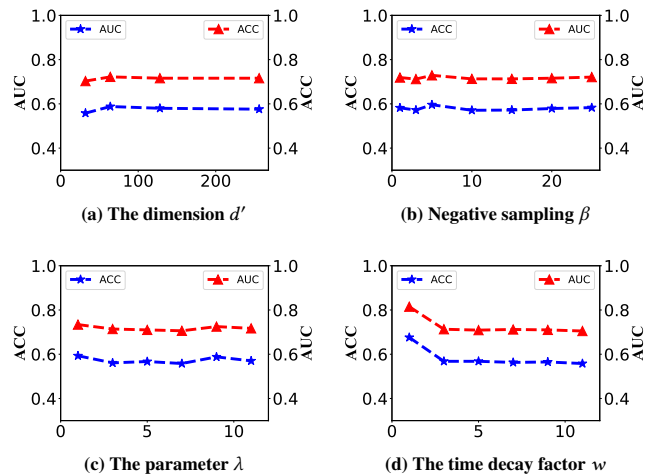 1.0 1.0 1.0 1.0
AUC ACC ACC AUC
0.8 0.8 0.8 0.8
AUC ACC ACC AUC
0.6 0.6 0.6 0.6
0.4 0.4 0.4 0.4
0 100 200 0 10 20
(a) The dimension d′ (b) Negative sampling β
1.0 1.0 1.0 1.0
ACC AUC ACC AUC
0.8 0.8 0.8 0.8
ACC AUC ACC AUC
0.6 0.6 0.6 0.6
0.4 0.4 0.4 0.4
0 5 10 0 5 10
(c) The parameter λ (d) The time decay factor w